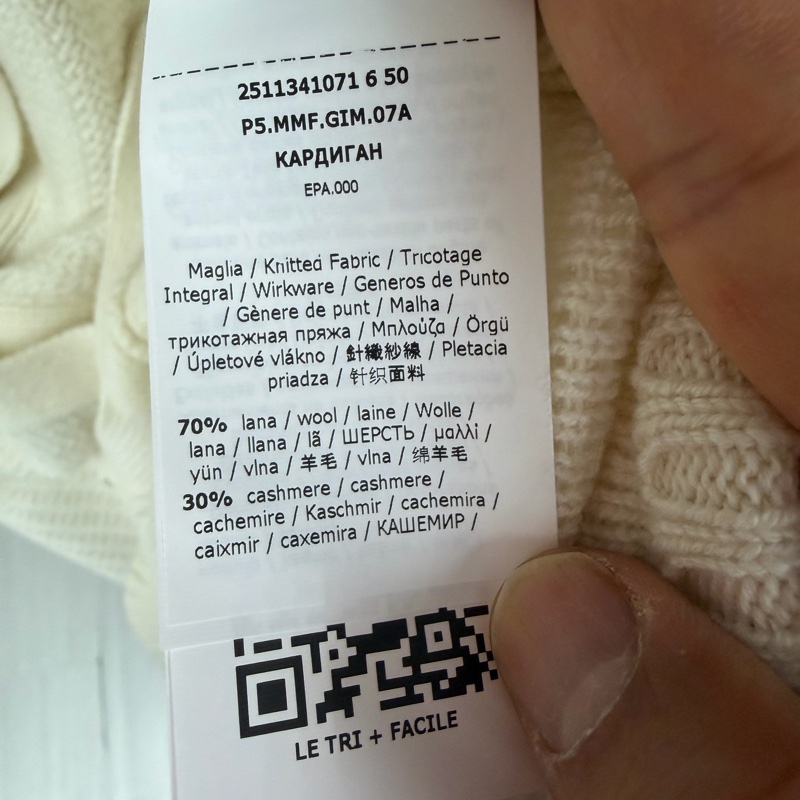 2511341071 6 50
P5.MMF.GIM.07A
КАРДИГАН
EPA.000
Maglia / Knitted Fabric / Tricotage
Integral / Wirkware / Generos de Punto
/ Gènere de punt / Malha /
трикотажная пряжа / Μπλούζα / Örgü
/ Úpletové vlákno / 針織紗線 / Pletacia
priadza / 针织面料
70% lana / wool / laine / Wolle /
lana / llana / lã / ШЕРСТЬ / μαλλί /
yün / vlna / 羊毛 / vlna / 绵羊毛
30% cashmere / cashmere /
cachemire / Kaschmir / cachemira /
caixmir / caxemira / КАШЕМИР /
LE TRI + FACILE